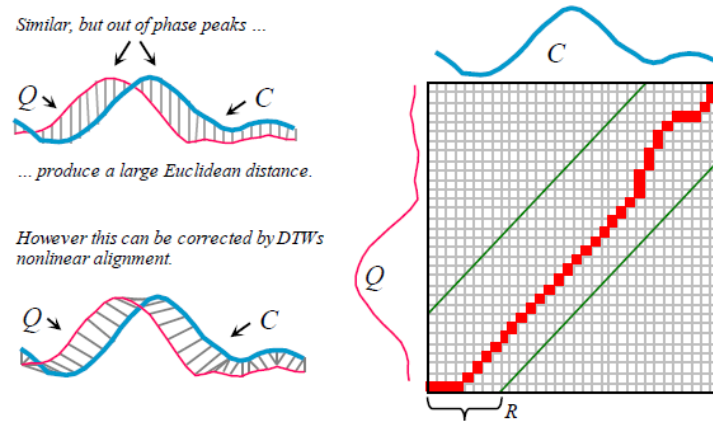 Similar, but out of phase peaks ...
Q
C
... produce a large Euclidean distance.
However this can be corrected by DTWs
nonlinear alignment.
Q
C
C
Q
R